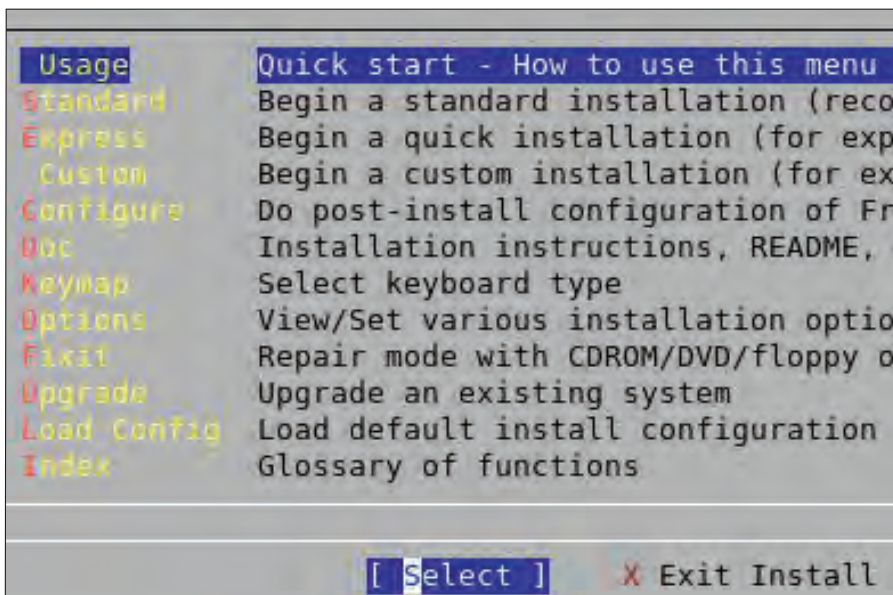 Usage Quick start - How to use this menu
Standard Begin a standard installation (reco
Express Begin a quick installation (for exp
Custom Begin a custom installation (for ex
Configure Do post-install configuration of Fr
Doc Installation instructions, README,
Keymap Select keyboard type
Options View/Set various installation optio
Fixit Repair mode with CDROM/DVD/floppy o
Upgrade Upgrade an existing system
Load Config Load default install configuration
Index Glossary of functions
[ Select ] X Exit Install